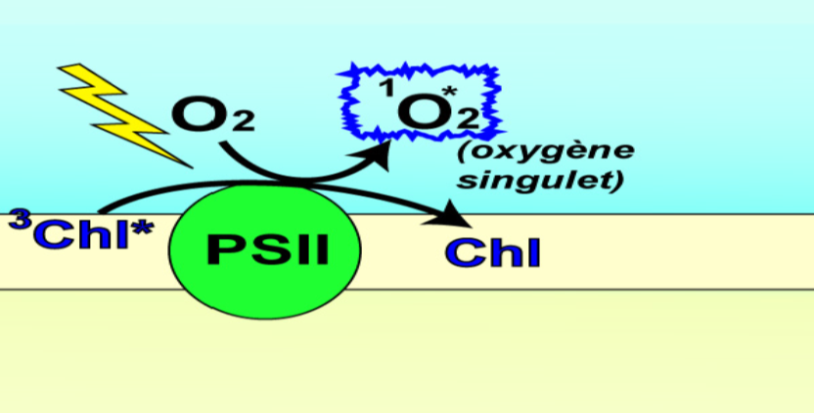 O₂
¹O₂*
(oxygène
singulet)
³Chl*
PSII
Chl